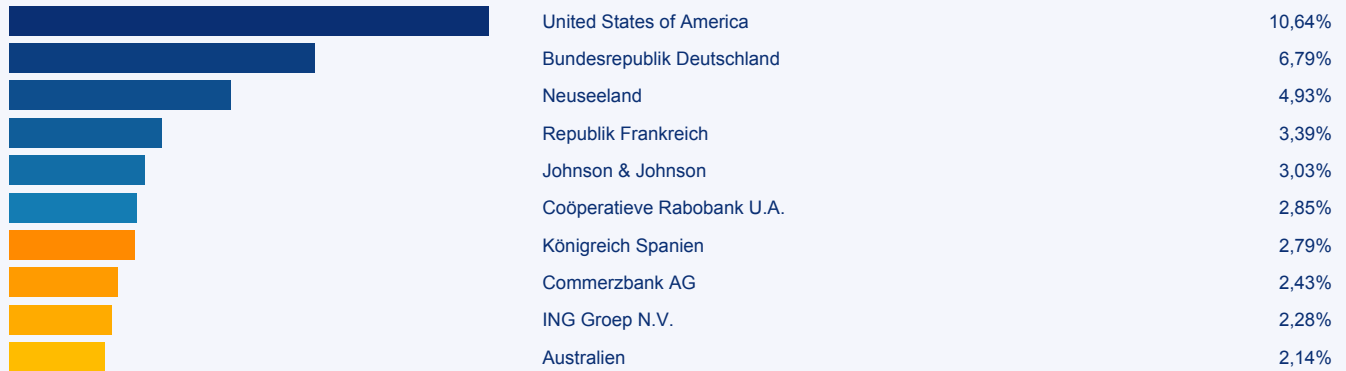 United States of America 10,64%
Bundesrepublik Deutschland 6,79%
Neuseeland 4,93%
Republik Frankreich 3,39%
Johnson & Johnson 3,03%
Coöperatieve Rabobank U.A. 2,85%
Königreich Spanien 2,79%
Commerzbank AG 2,43%
ING Groep N.V. 2,28%
Australien 2,14%